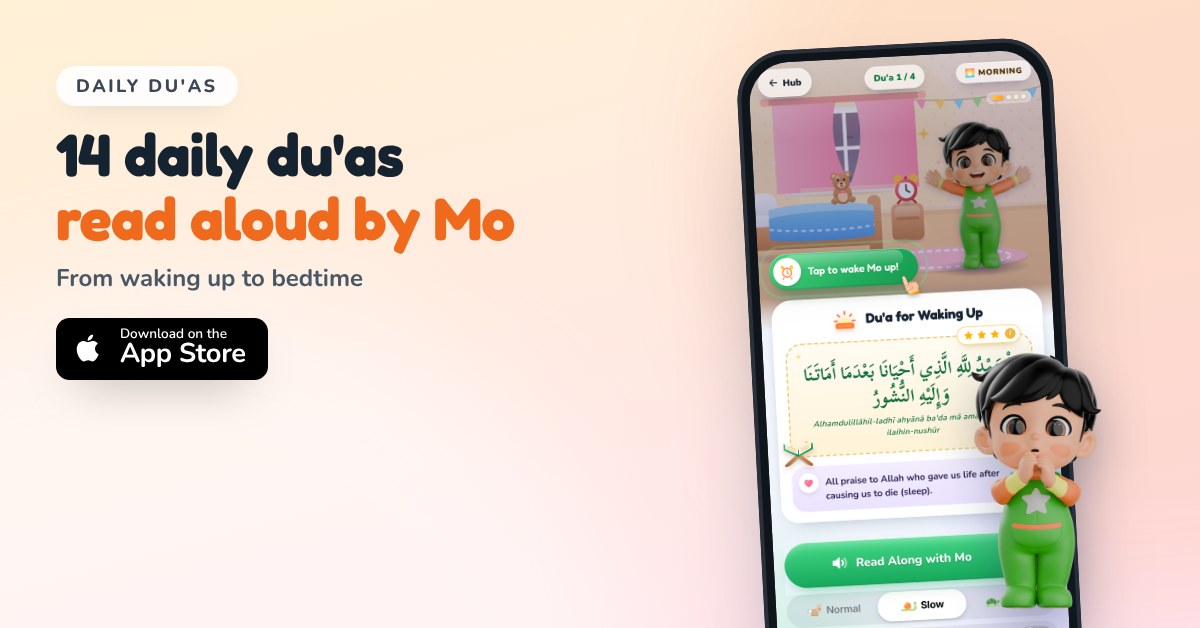 DAILY DU'AS
14 daily du'as
read aloud by Mo
From waking up to bedtime
Download on the
App Store
Hub
Du'a 1 / 4
MORNING
Tap to wake Mo up!
Du'a for Waking Up
لِلَّهِ الَّذِي أَحْيَانَا بَعْدَمَا أَمَاتَنَا
وَإِلَيْهِ النُّشُورُ
Alhamdulillāhil-ladhī ahyānā ba'da mā
ilaihin-nushūr
All praise to Allah who gave us life after
causing us to die (sleep).
Read Along with Mo
Normal
Slow